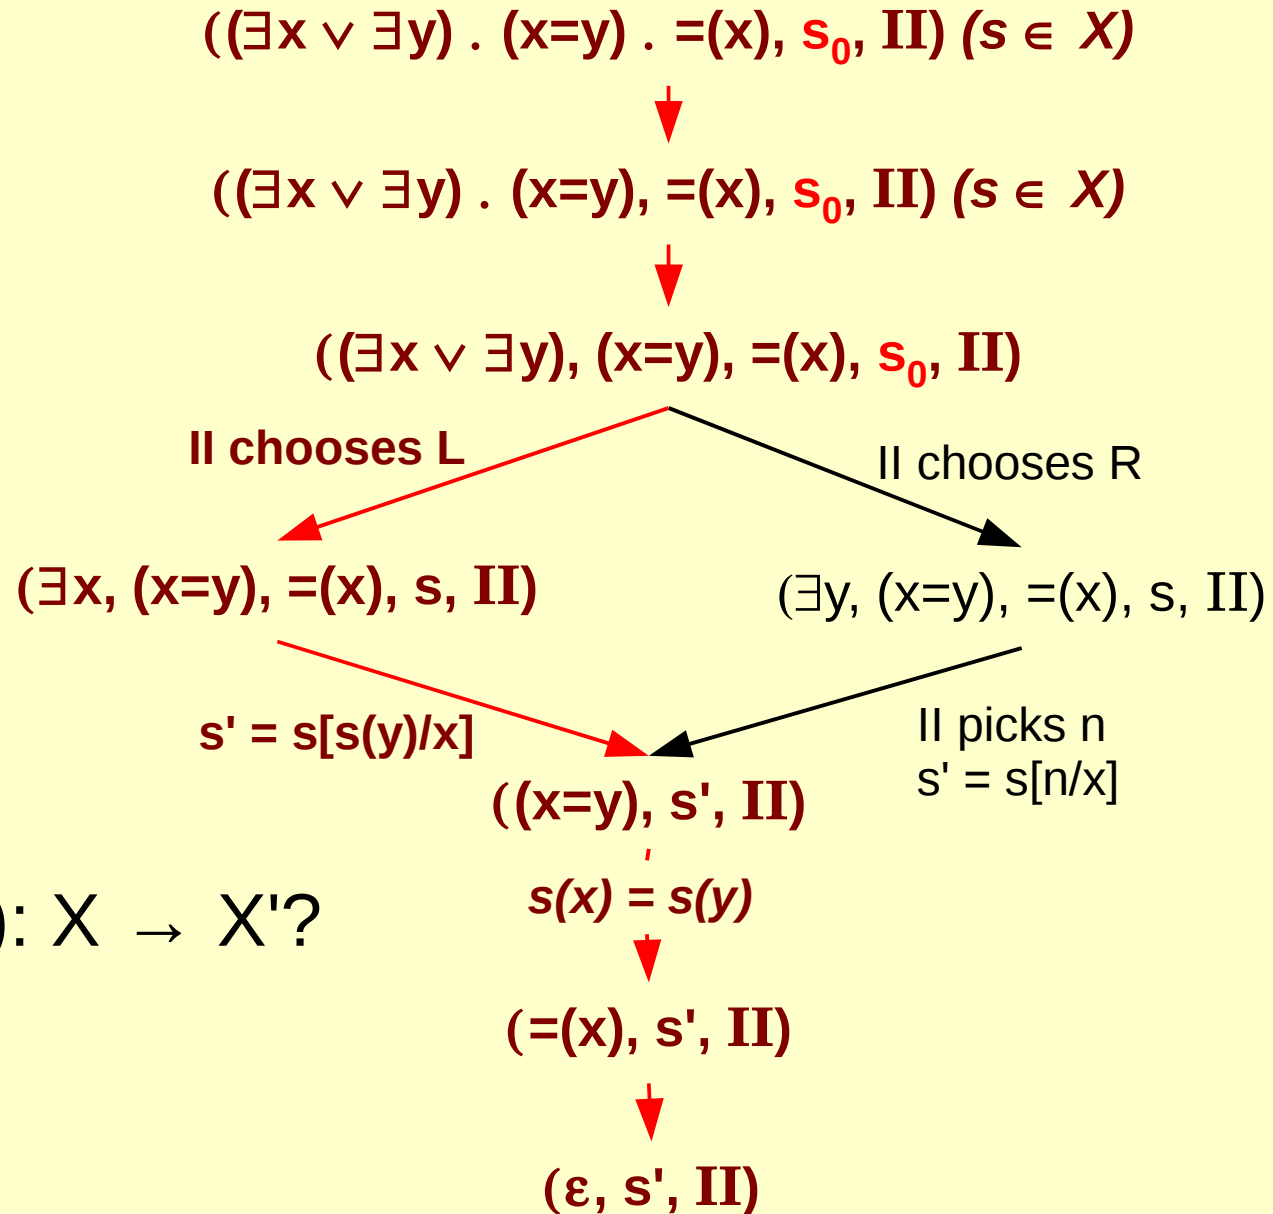 ((∃x ∨ ∃y) . (x=y) . =(x), s₀, II) (s ∈ X)
((∃x ∨ ∃y) . (x=y), =(x), s₀, II) (s ∈ X)
((∃x ∨ ∃y), (x=y), =(x), s₀, II)
II chooses L
II chooses R
(∃x, (x=y), =(x), s, II)
(∃y, (x=y), =(x), s, II)
s' = s[s(y)/x]
II picks n
s' = s[n/x]
((x=y), s', II)
s(x) = s(y)
): X → X'?
(=(x), s', II)
(ε, s', II)